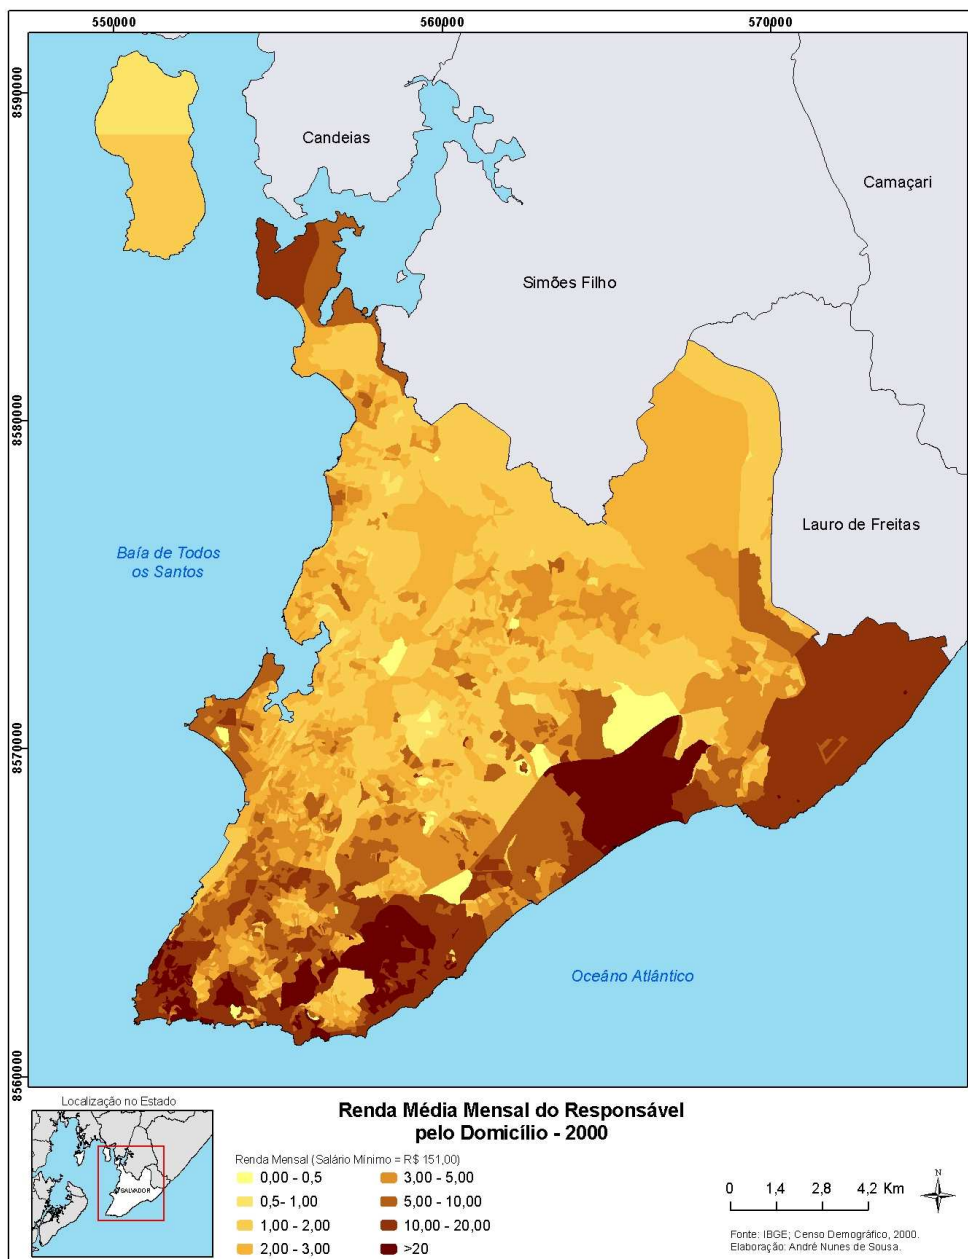 550000
560000
570000
8590000
8580000
8570000
8560000
Candeias
Camaçari
Simões Filho
Lauro de Freitas
Baía de Todos
os Santos
Oceâno Atlântico
Localização no Estado
SALVADOR
Renda Média Mensal do Responsável
pelo Domicílio - 2000
Renda Mensal (Salário Mínimo = R$ 151,00)
0,00 - 0,5
0,5- 1,00
1,00 - 2,00
2,00 - 3,00
3,00 - 5,00
5,00 - 10,00
10,00 - 20,00
>20
0 1,4 2,8 4,2 Km
N
Fonte: IBGE; Censo Demográfico, 2000.
Elaboração: André Nunes de Sousa.